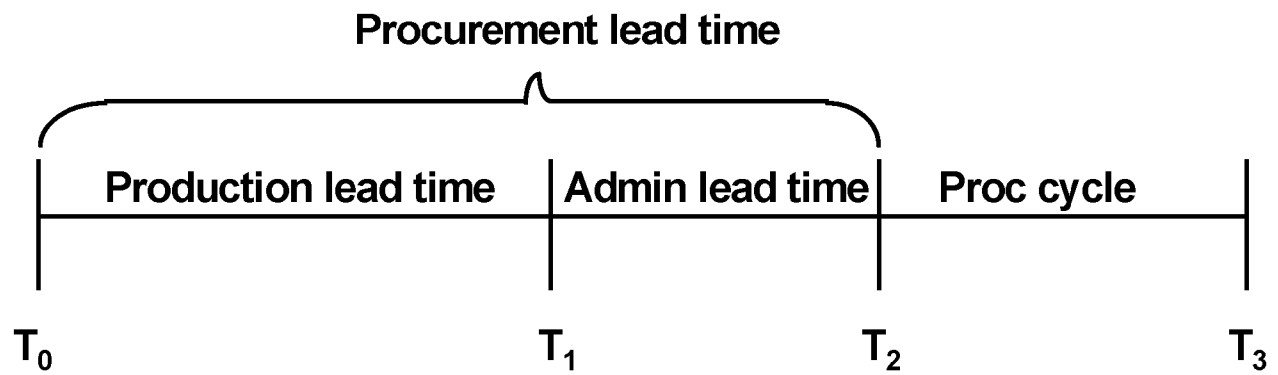 Procurement lead time
Production lead time Admin lead time Proc cycle
T0 T1 T2 T3